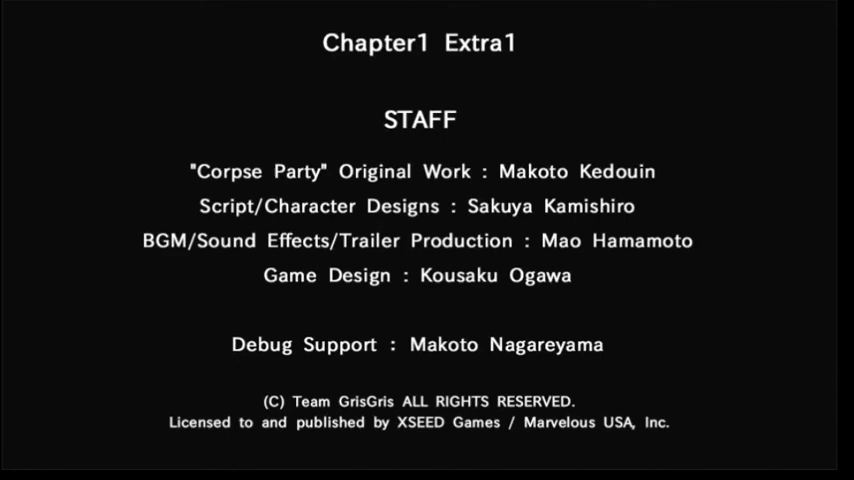 Chapter1 Extra1
STAFF
"Corpse Party" Original Work : Makoto Kedouin
Script/Character Designs : Sakuya Kamishiro
BGM/Sound Effects/Trailer Production : Mao Hamamoto
Game Design : Kousaku Ogawa
Debug Support : Makoto Nagareyama
(C) Team GrisGris ALL RIGHTS RESERVED.
Licensed to and published by XSEED Games / Marvelous USA, Inc.